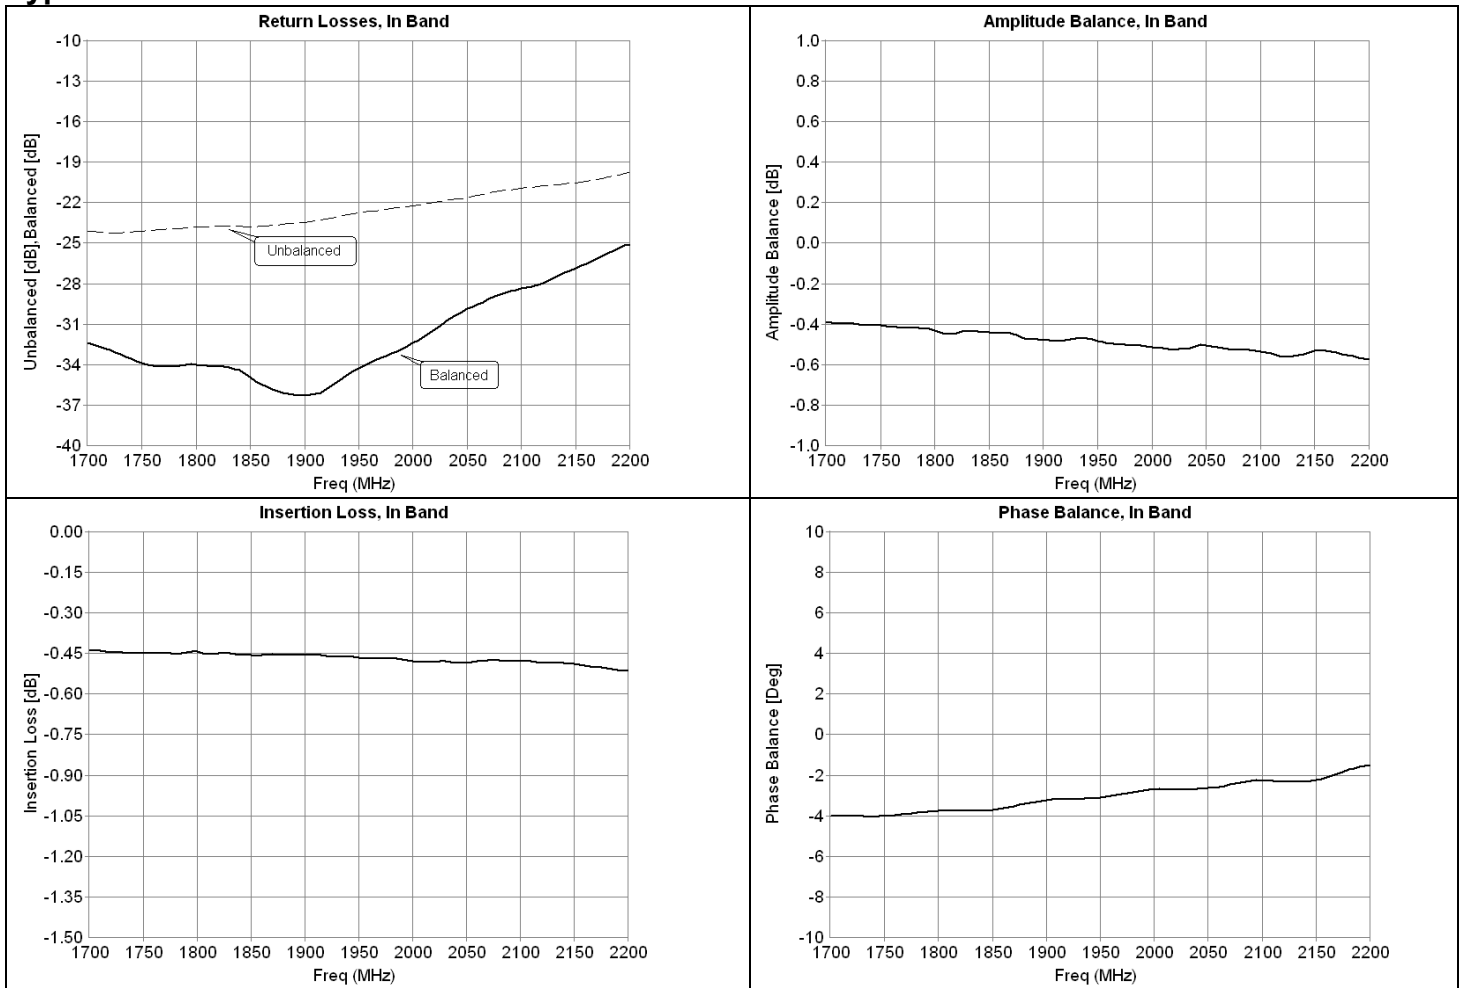 Return Losses, In Band
Unbalanced [dB],Balanced [dB]
-10
-13
-16
-19
-22
-25
-28
-31
-34
-37
-40
Unbalanced
Balanced
1700 1750 1800 1850 1900 1950 2000 2050 2100 2150 2200
Freq (MHz)
Amplitude Balance, In Band
Amplitude Balance [dB]
1.0
0.8
0.6
0.4
0.2
0.0
-0.2
-0.4
-0.6
-0.8
-1.0
1700 1750 1800 1850 1900 1950 2000 2050 2100 2150 2200
Freq (MHz)
Insertion Loss, In Band
Insertion Loss [dB]
0.00
-0.15
-0.30
-0.45
-0.60
-0.75
-0.90
-1.05
-1.20
-1.35
-1.50
1700 1750 1800 1850 1900 1950 2000 2050 2100 2150 2200
Freq (MHz)
Phase Balance, In Band
Phase Balance [Deg]
10
8
6
4
2
0
-2
-4
-6
-8
-10
1700 1750 1800 1850 1900 1950 2000 2050 2100 2150 2200
Freq (MHz)